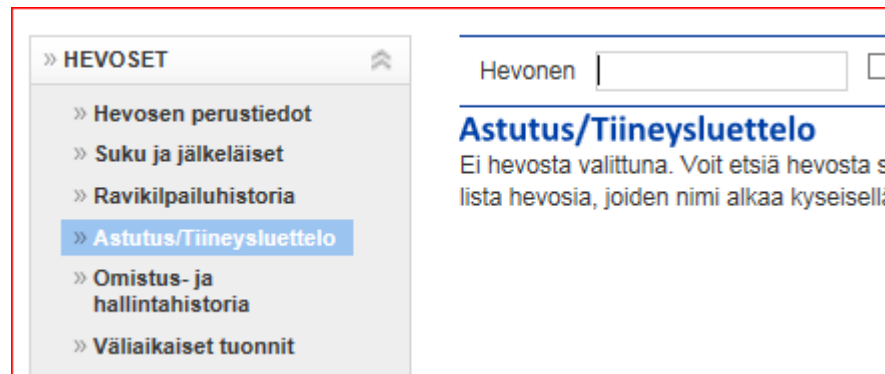 » HEVOSET
» Hevosen perustiedot
» Suku ja jälkeläiset
» Ravikilpailuhistoria
» Astutus/Tiineysluettelo
» Omistus- ja
hallintahistoria
» Väliaikaiset tuonnit
Hevonen
Astutus/Tiineysluettelo
Ei hevosta valittuna. Voit etsiä hevosta s
lista hevosia, joiden nimi alkaa kyseisell